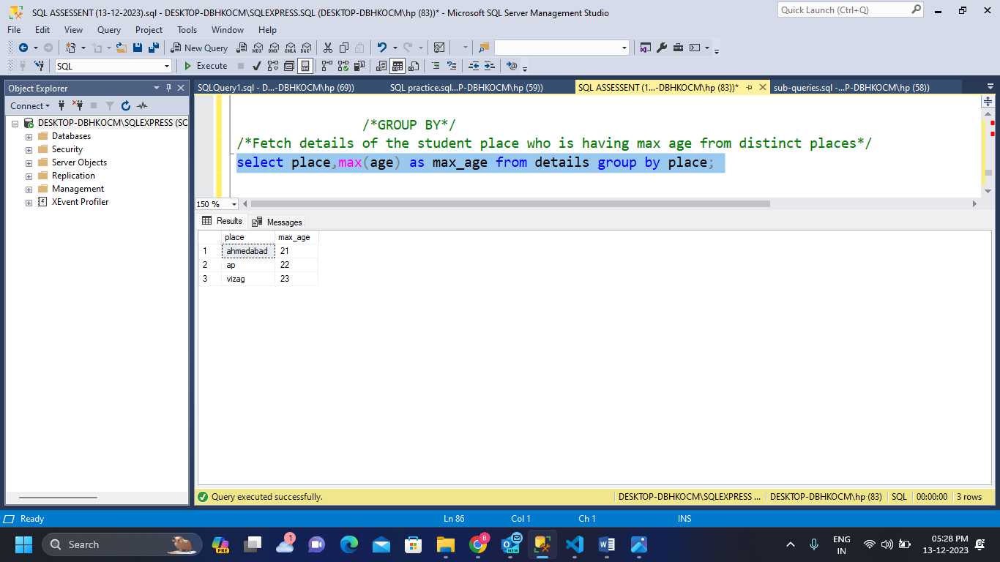 SQL ASSESSENT (13-12-2023).sql - DESKTOP-DBHKOCM\SQLEXPRESS.SQL (DESKTOP-DBHKOCM\hp (83))* - Microsoft SQL Server Management Studio
Quick Launch (Ctrl+Q)
File Edit View Query Project Tools Window Help
New Query MDX DMX XMLA DAX
SQL Execute
Object Explorer
SQLQuery1.sql - D...-DBHKOCM\hp (69)) SQL practice.sql...P-DBHKOCM\hp (59)) SQL ASSESSENT (1...-DBHKOCM\hp (83))* sub-queries.sql -...P-DBHKOCM\hp (58))
Connect
DESKTOP-DBHKOCM\SQLEXPRESS (SC
Databases
Security
Server Objects
Replication
Management
XEvent Profiler
/*GROUP BY*/
/*Fetch details of the student place who is having max age from distinct places*/
select place,max(age) as max_age from details group by place;
150 %
Results Messages
place max_age
1 ahmedabad 21
2 ap 22
3 vizag 23
Query executed successfully. DESKTOP-DBHKOCM\SQLEXPRESS ... DESKTOP-DBHKOCM\hp (83) SQL 00:00:00 3 rows
Ready Ln 86 Col 1 Ch 1 INS
Search PRE 1 B NEW ENG IN 05:28 PM 13-12-2023